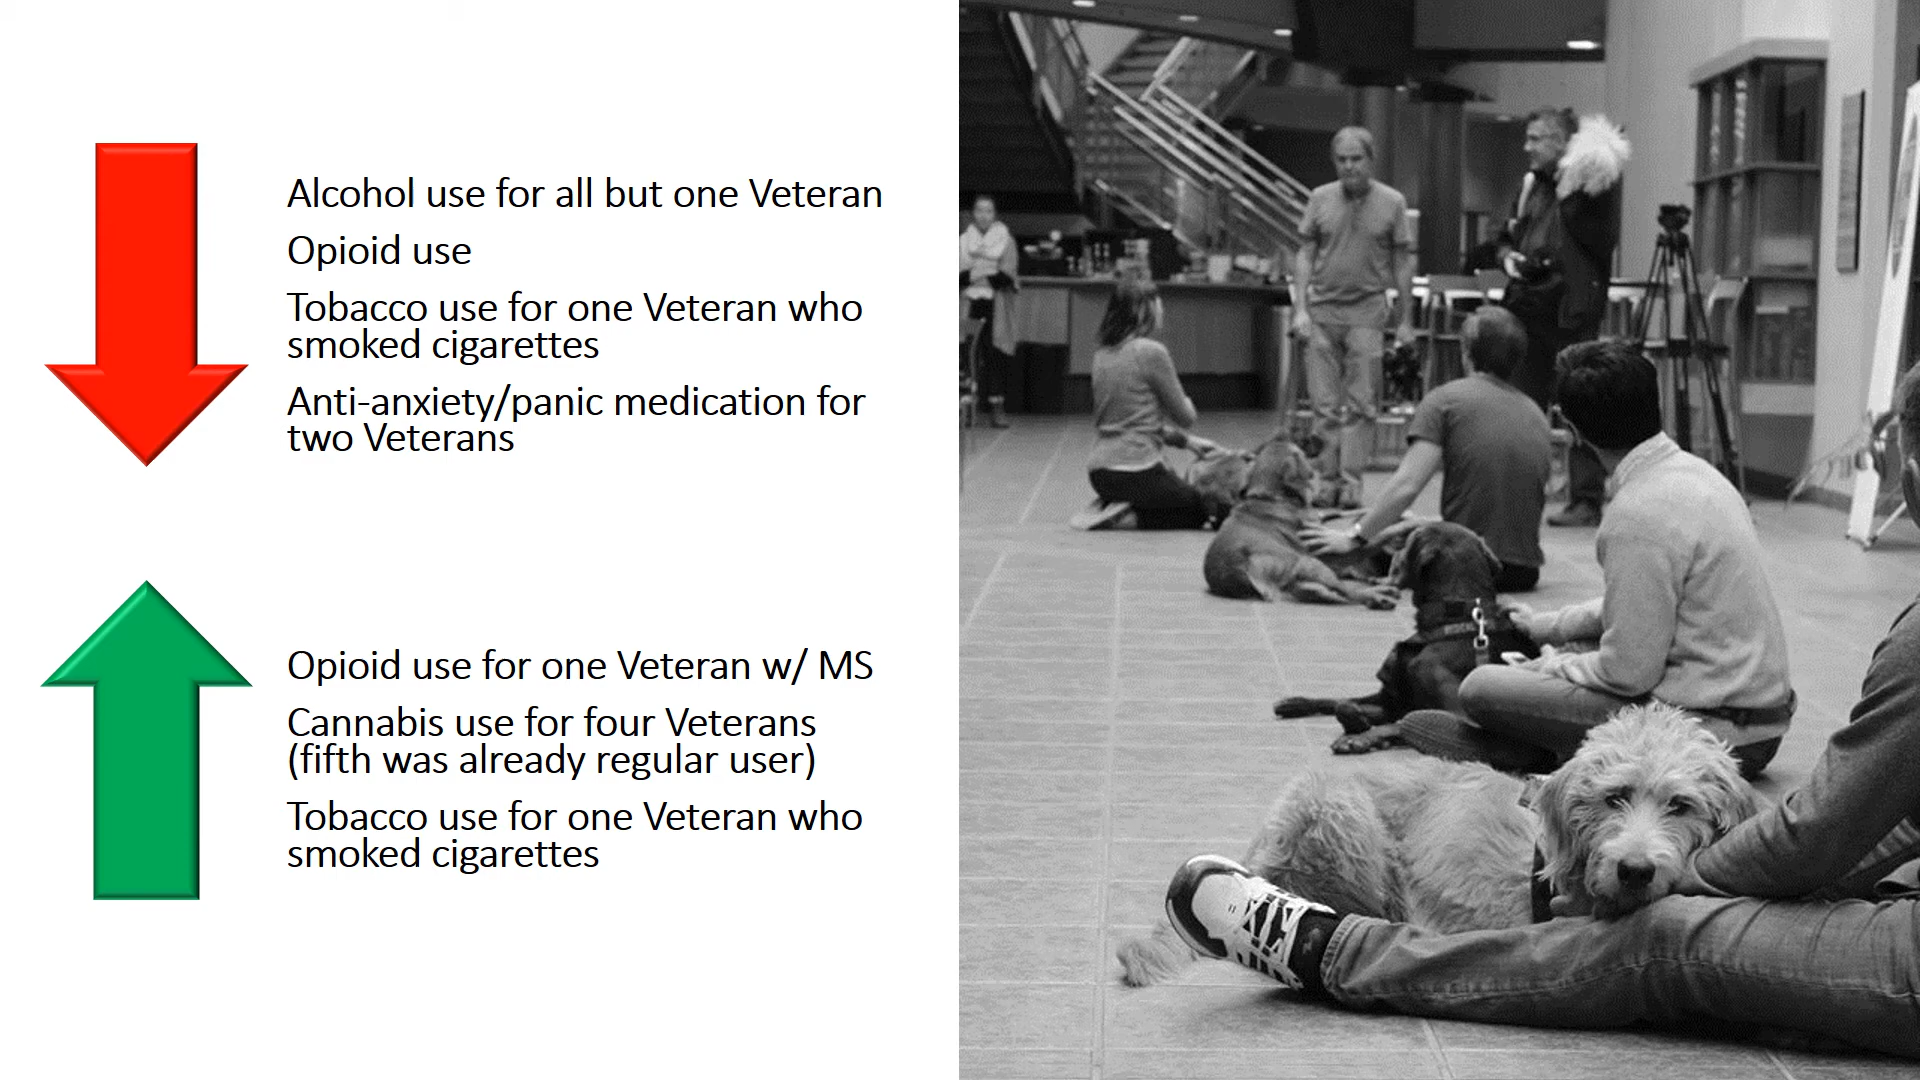 Alcohol use for all but one Veteran
Opioid use
Tobacco use for one Veteran who
smoked cigarettes
Anti-anxiety/panic medication for
two Veterans
Opioid use for one Veteran w/ MS
Cannabis use for four Veterans
(fifth was already regular user)
Tobacco use for one Veteran who
smoked cigarettes